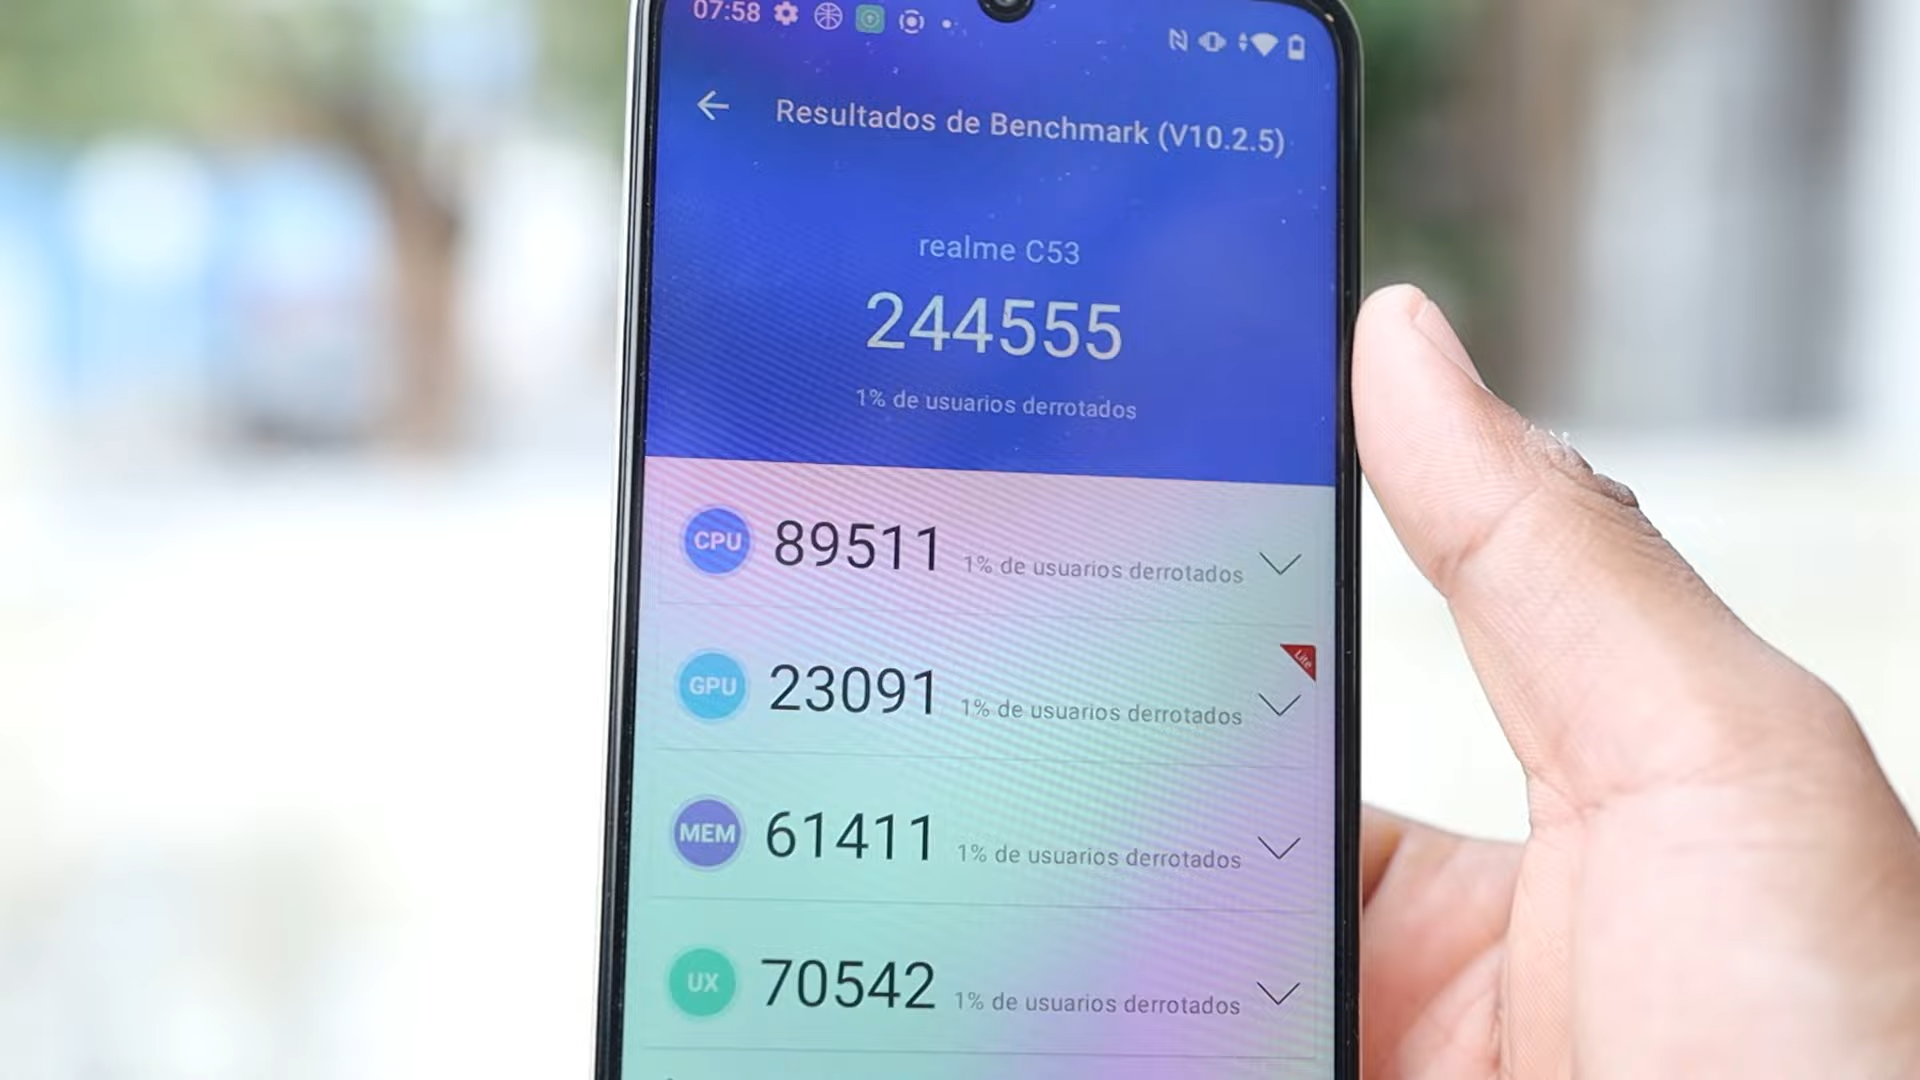 07:58
Resultados de Benchmark (V10.2.5)
realme C53
244555
1% de usuarios derrotados
CPU 89511 1% de usuarios derrotados
Lite
GPU 23091 1% de usuarios derrotados
MEM 61411 1% de usuarios derrotados
UX 70542 1% de usuarios derrotados